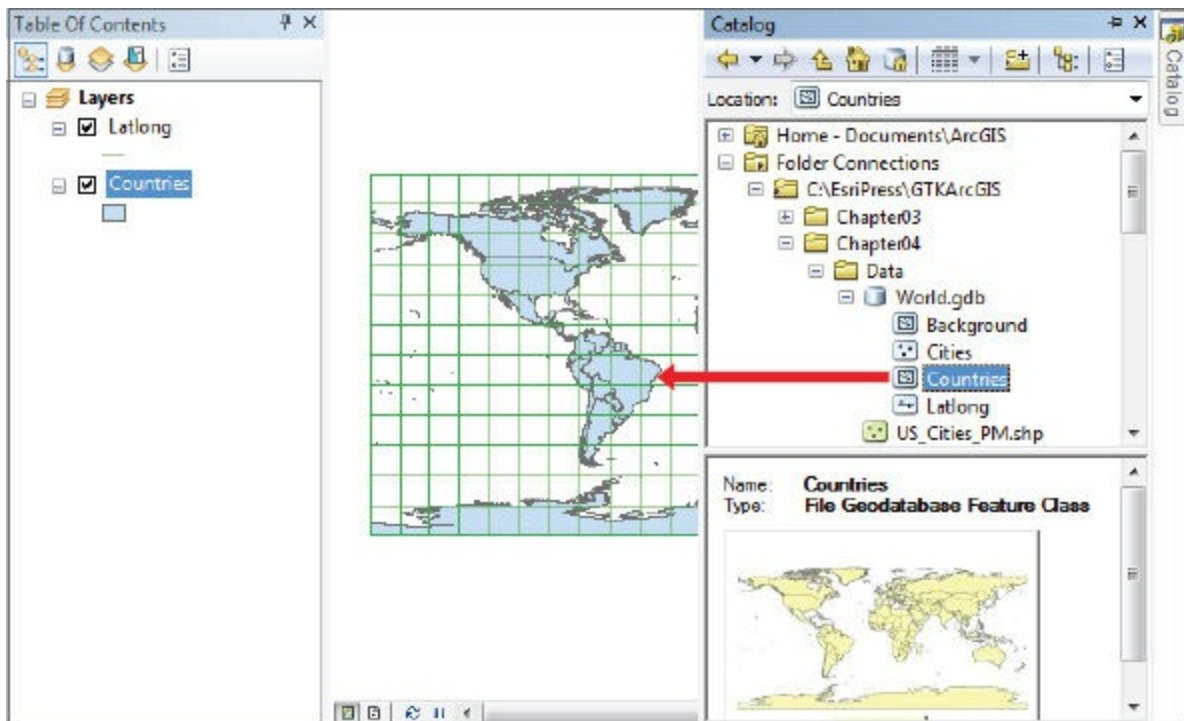 Table Of Contents
Layers
Latlong
Countries
Catalog
Location: Countries
Home - Documents\ArcGIS
Folder Connections
C:\EsriPress\GTKArcGIS
Chapter03
Chapter04
Data
World.gdb
Background
Cities
Countries
Latlong
US_Cities_PM.shp
Name: Countries
Type: File Geodatabase Feature Class
Catalog